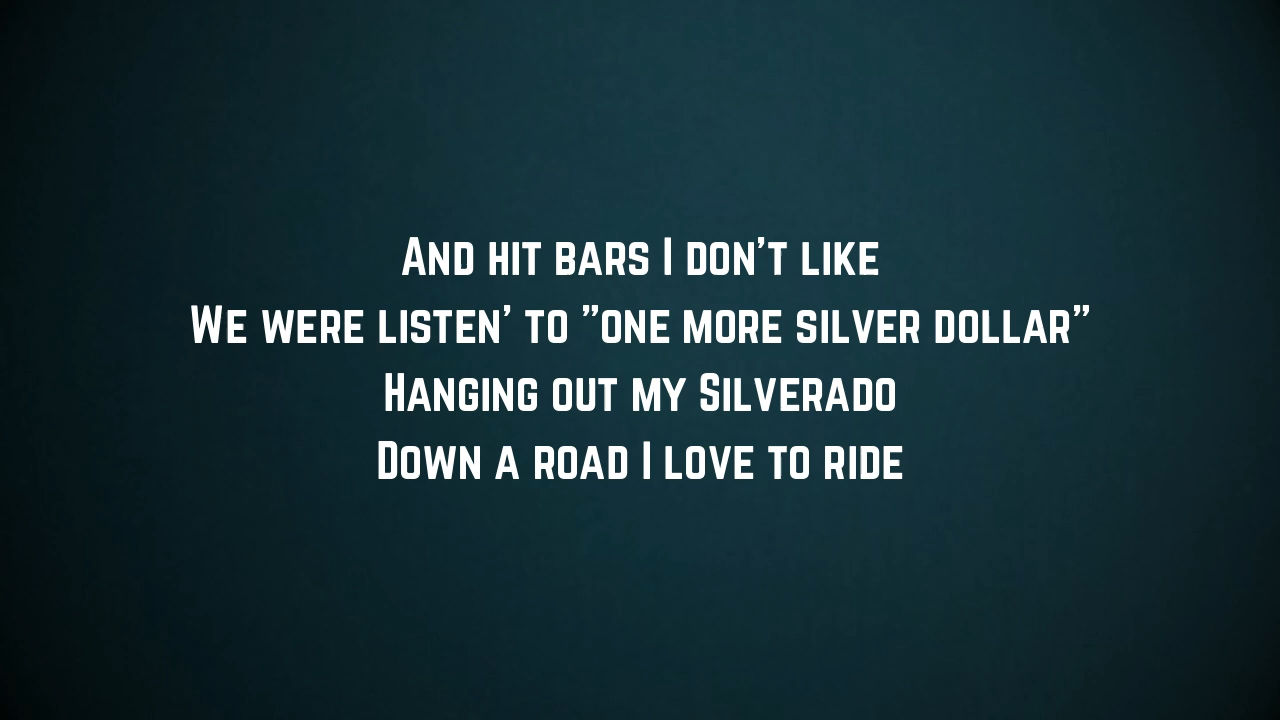 And hit bars I don't like
We were listen' to "one more silver dollar"
Hanging out my Silverado
Down a road I love to ride